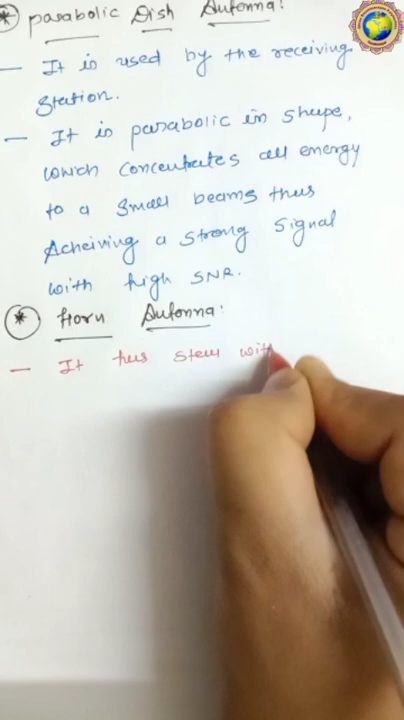 * parabolic Dish Antenna:
— It is used by the receiving
station.
— It is parabolic in shape,
which concentrates all energy
to a small beams thus
Acheiving a strong signal
with high SNR.
* Horn Antenna:
— It has stem with